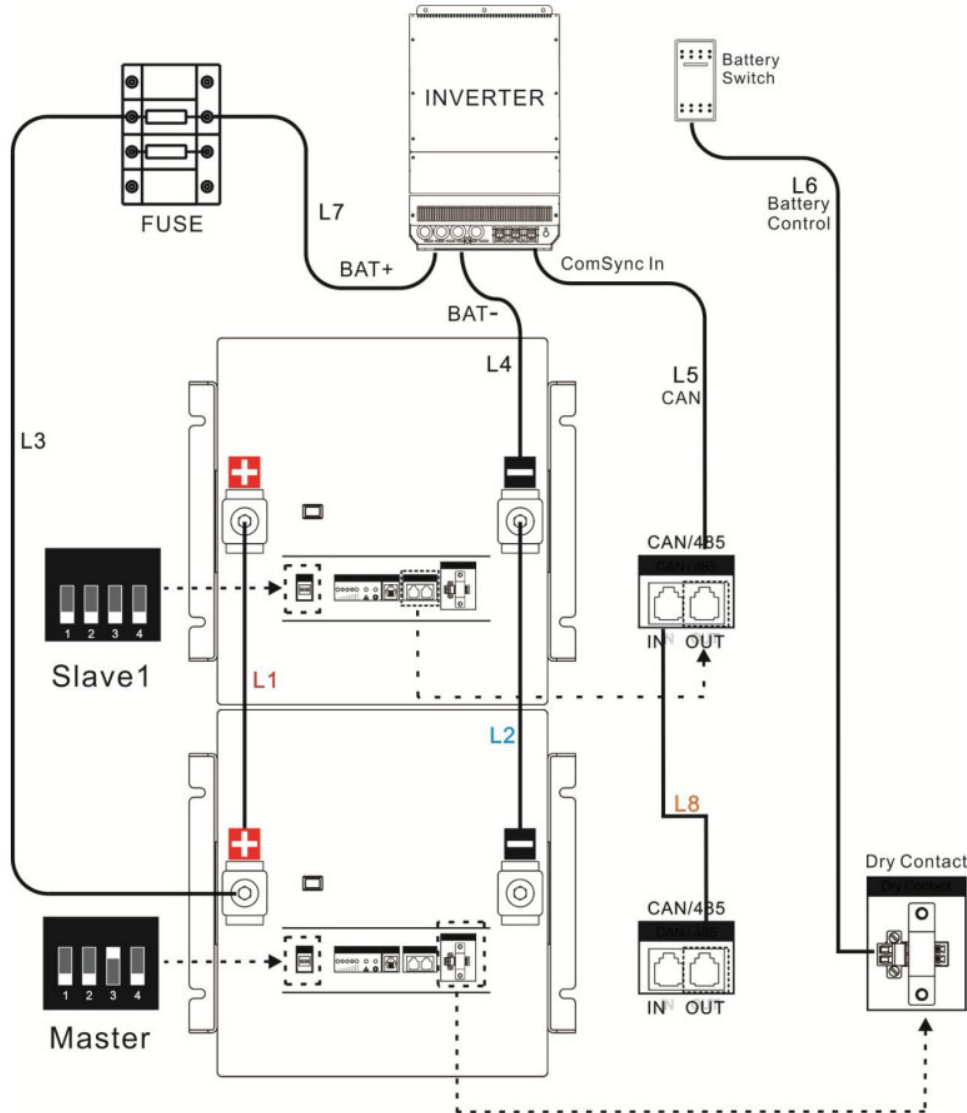 INVERTER
Battery
Switch
FUSE
L7
L6
Battery
Control
BAT+
ComSync In
BAT-
L4
L5
CAN
L3
+
−
CAN/485
CAN/485
1 2 3 4
IN OUT
Slave1
L1
L2
L8
+
−
Dry Contact
Dry Contact
CAN/485
CAN/485
1 2 3 4
IN OUT
Master